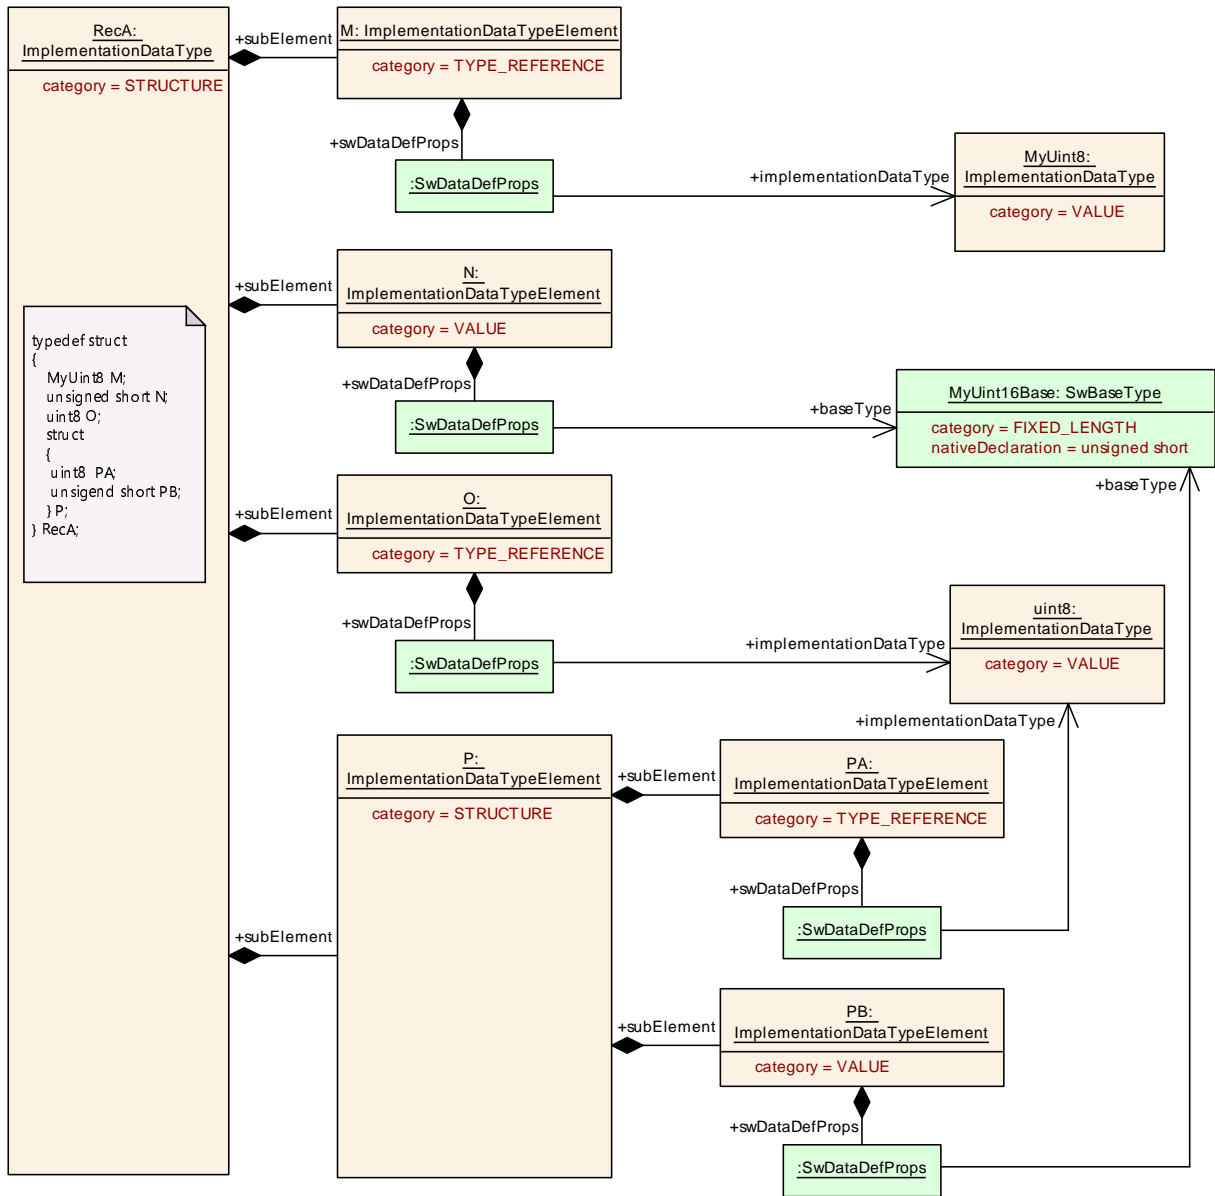 RecA:
ImplementationDataType
category = STRUCTURE
typedef struct
{
MyUint8 M;
unsigned short N;
uint8 O;
struct
{
uint8 PA;
unsigend short PB;
} P;
} RecA;
+subElement
M: ImplementationDataTypeElement
category = TYPE_REFERENCE
+swDataDefProps
:SwDataDefProps
+implementationDataType
MyUint8:
ImplementationDataType
category = VALUE
+subElement
N:
ImplementationDataTypeElement
category = VALUE
+swDataDefProps
:SwDataDefProps
+baseType
MyUint16Base: SwBaseType
category = FIXED_LENGTH
nativeDeclaration = unsigned short
+baseType
+subElement
O:
ImplementationDataTypeElement
category = TYPE_REFERENCE
+swDataDefProps
:SwDataDefProps
+implementationDataType
uint8:
ImplementationDataType
category = VALUE
+implementationDataType
+subElement
P:
ImplementationDataTypeElement
category = STRUCTURE
+subElement
PA:
ImplementationDataTypeElement
category = TYPE_REFERENCE
+swDataDefProps
:SwDataDefProps
+subElement
PB:
ImplementationDataTypeElement
category = VALUE
+swDataDefProps
:SwDataDefProps